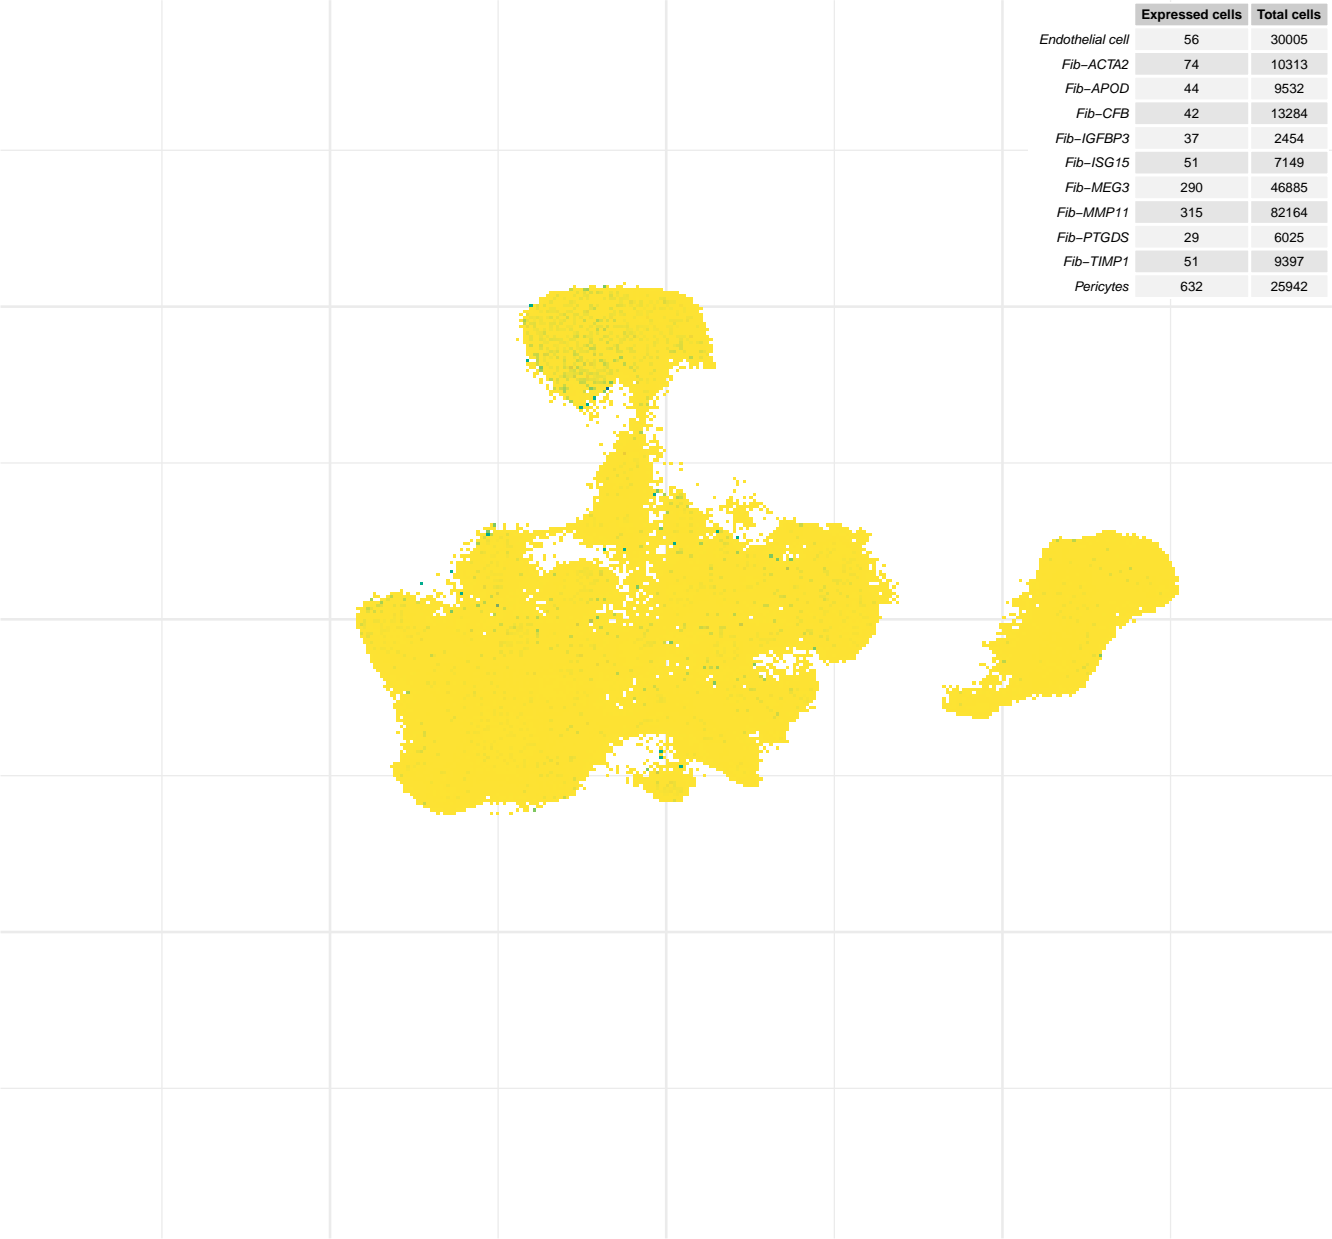 Expressed cells Total cells
Endothelial cell 56 30005
Fib−ACTA2 74 10313
Fib−APOD 44 9532
Fib−CFB 42 13284
Fib−IGFBP3 37 2454
Fib−ISG15 51 7149
Fib−MEG3 290 46885
Fib−MMP11 315 82164
Fib−PTGDS 29 6025
Fib−TIMP1 51 9397
Pericytes 632 25942